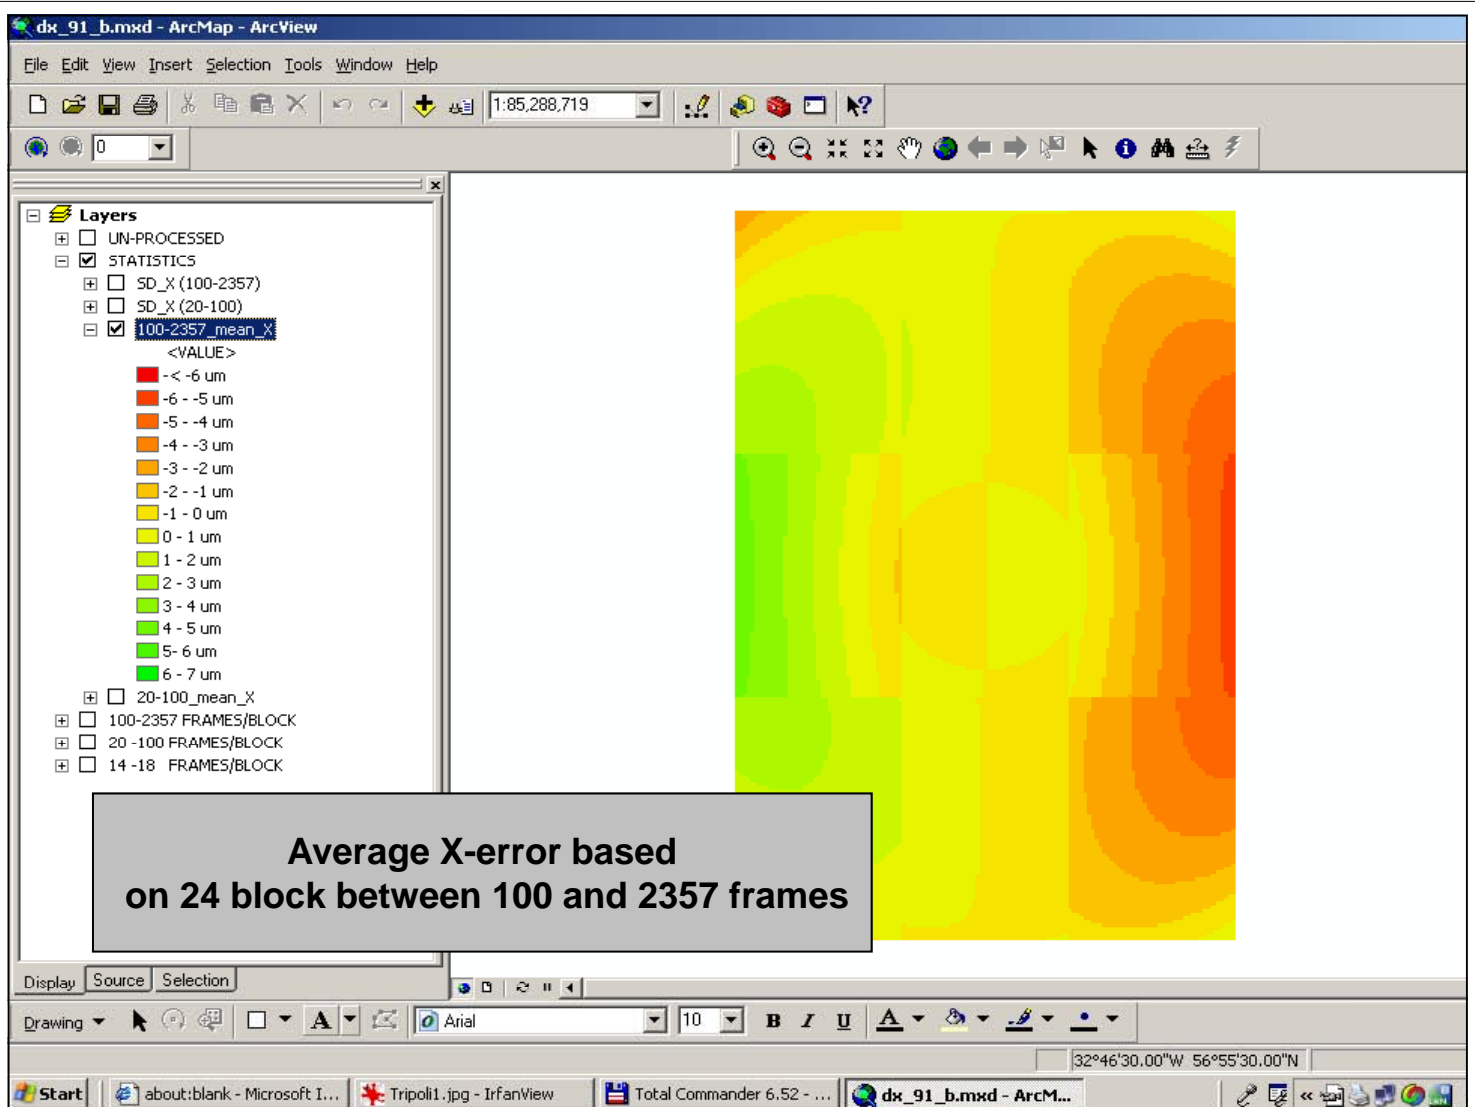 dx_91_b.mxd - ArcMap - ArcView
File Edit View Insert Selection Tools Window Help
1:85,288,719
0
Layers
UN-PROCESSED
STATISTICS
SD_X (100-2357)
SD_X (20-100)
100-2357_mean_X
<VALUE>
-< -6 um
-6 - -5 um
-5 - -4 um
-4 - -3 um
-3 - -2 um
-2 - -1 um
-1 - 0 um
0 - 1 um
1 - 2 um
2 - 3 um
3 - 4 um
4 - 5 um
5- 6 um
6 - 7 um
20-100_mean_X
100-2357 FRAMES/BLOCK
20 -100 FRAMES/BLOCK
14 -18 FRAMES/BLOCK
Average X-error based
on 24 block between 100 and 2357 frames
Display Source Selection
Drawing A Arial 10 B I U A
32°46'30.00"W 56°55'30.00"N
Start about:blank - Microsoft I... Tripoli1.jpg - IrfanView Total Commander 6.52 - ... dx_91_b.mxd - ArcM... «